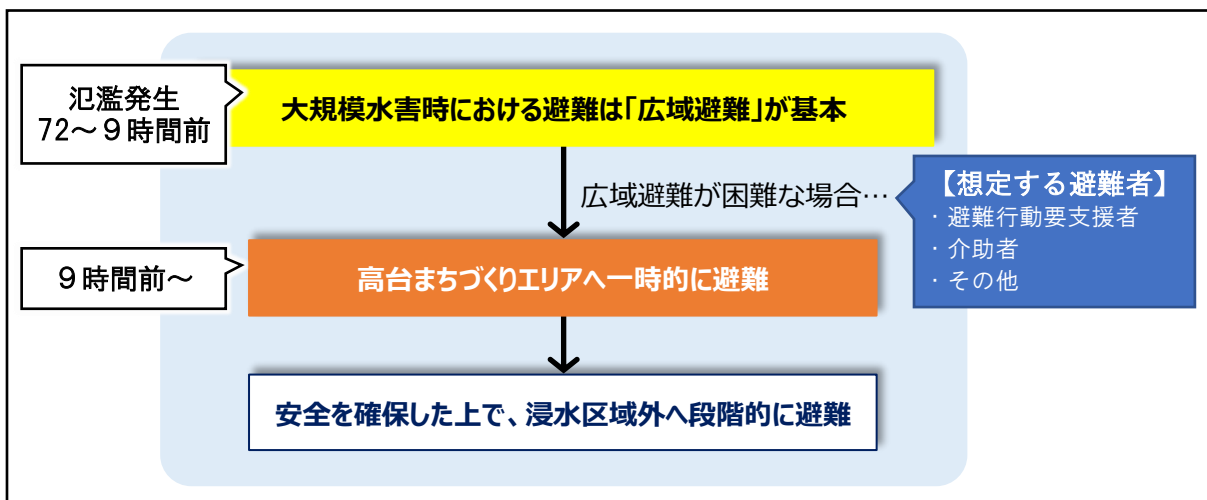 氾濫発生
72～９時間前
大規模水害時における避難は「広域避難」が基本
広域避難が困難な場合…
【想定する避難者】
・避難行動要支援者
・介助者
・その他
９時間前～
高台まちづくりエリアへ一時的に避難
安全を確保した上で、浸水区域外へ段階的に避難